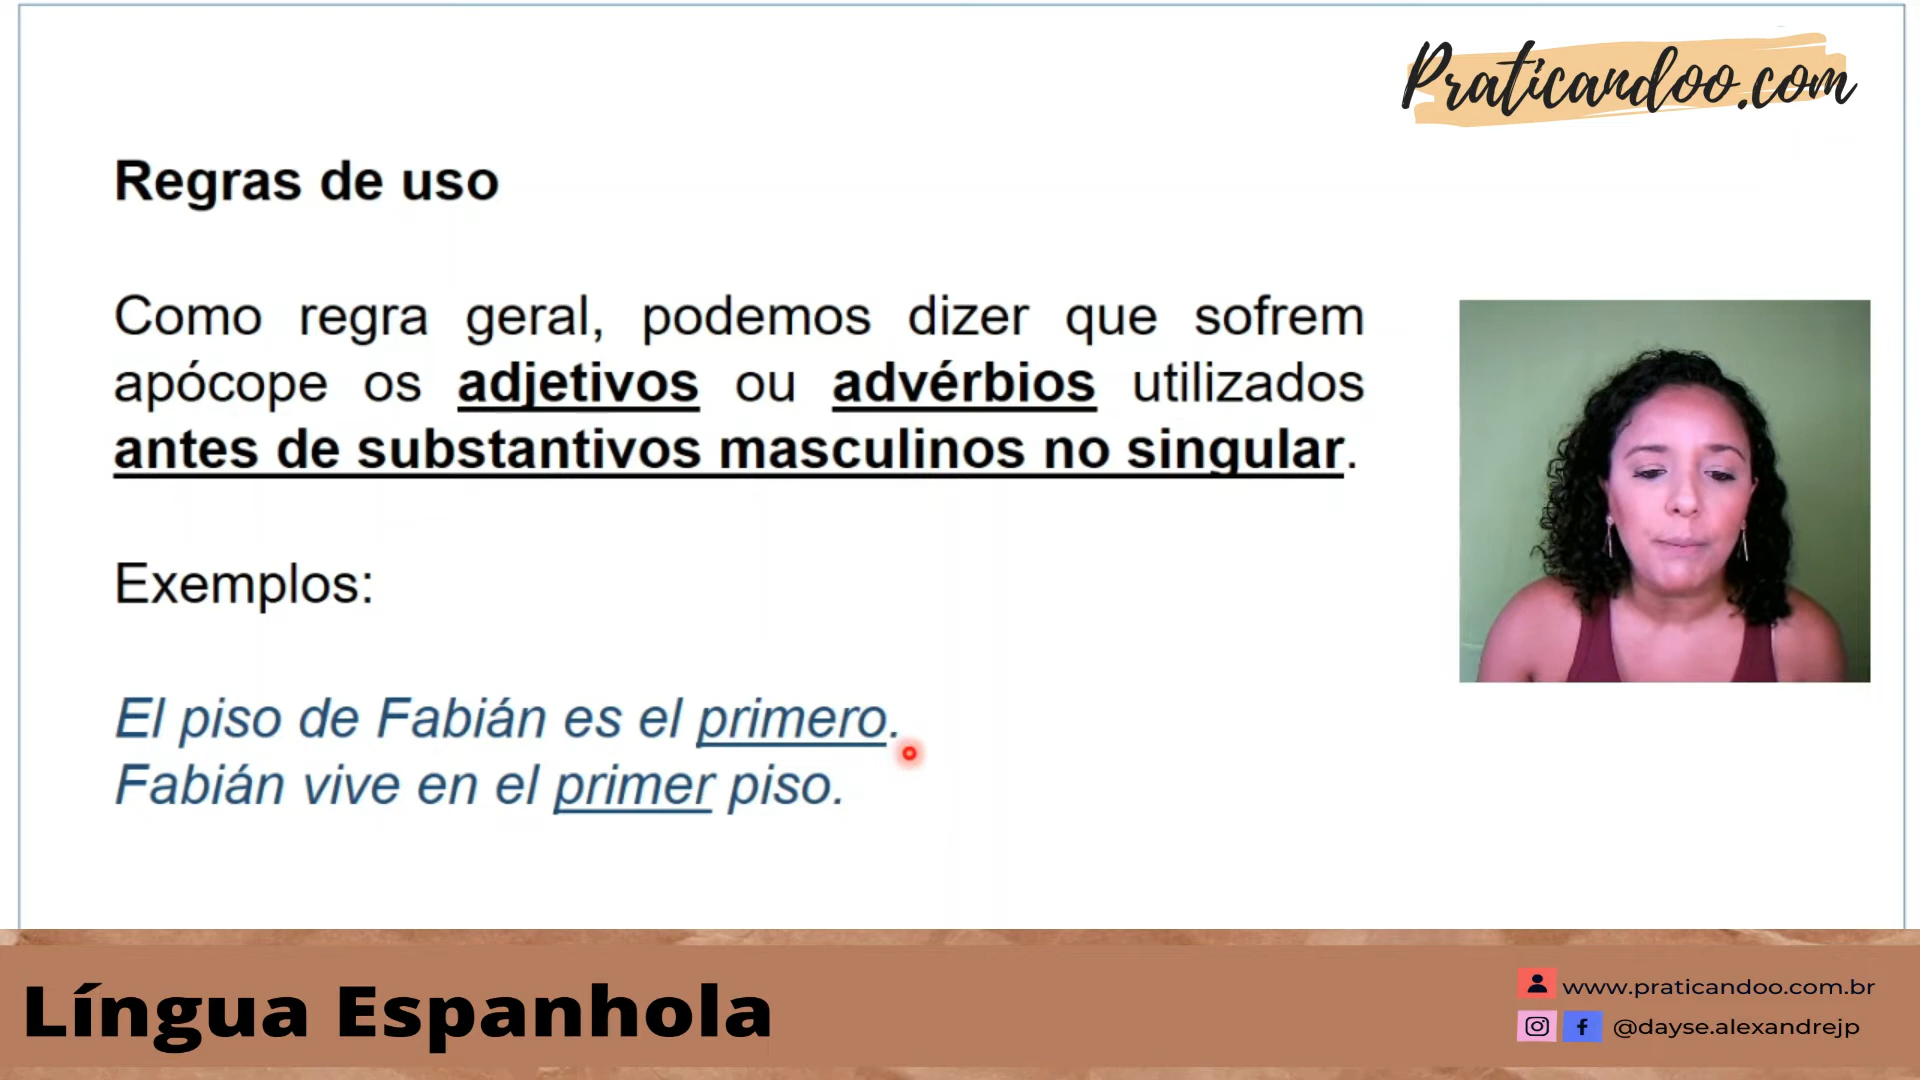 Praticandoo.com
Regras de uso
Como regra geral, podemos dizer que sofrem
apócope os adjetivos ou advérbios utilizados
antes de substantivos masculinos no singular.
Exemplos:
El piso de Fabián es el primero.
Fabián vive en el primer piso.
Língua Espanhola
www.praticandoo.com.br
@dayse.alexandrejp